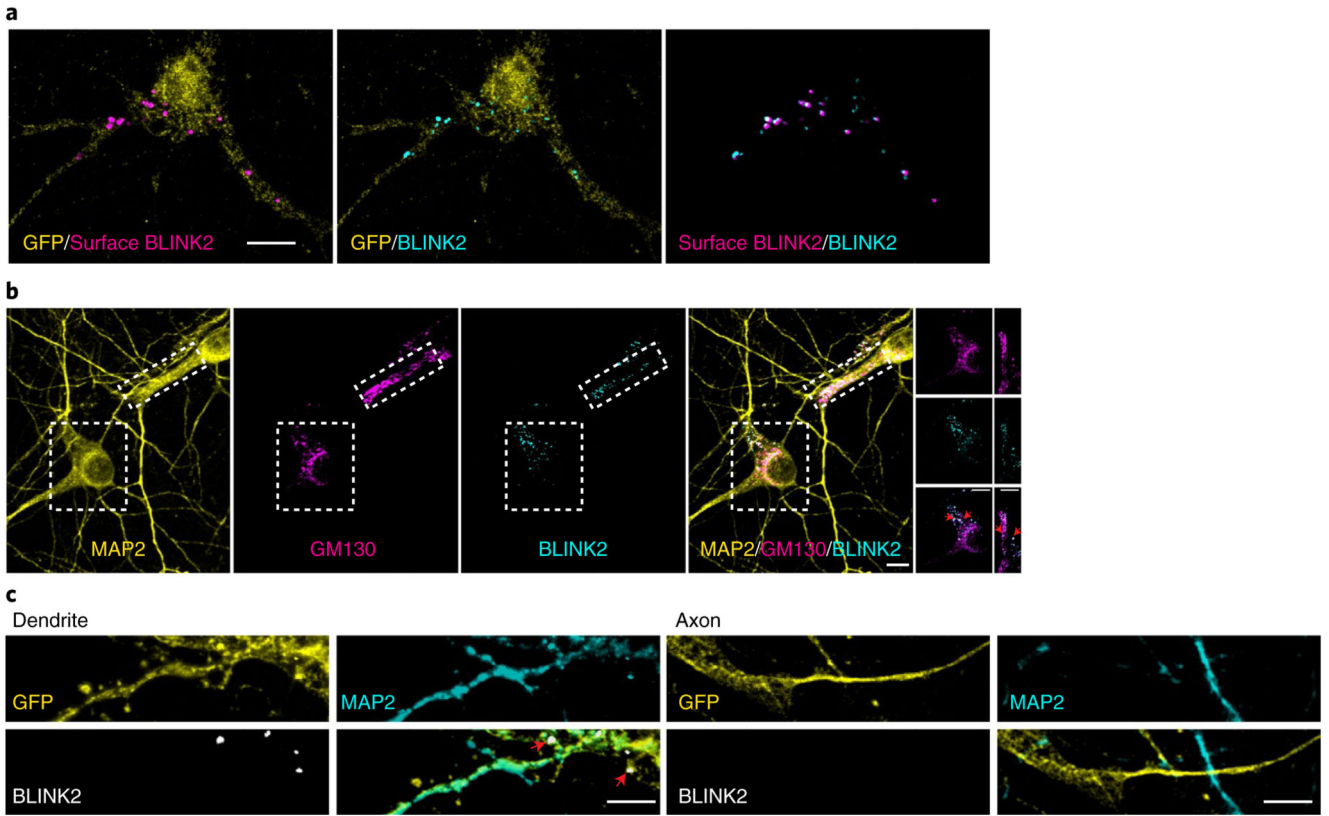 a
GFP/Surface BLINK2
GFP/BLINK2
Surface BLINK2/BLINK2
b
MAP2
GM130
BLINK2
MAP2/GM130/BLINK2
c
Dendrite
Axon
GFP
MAP2
GFP
MAP2
BLINK2
BLINK2